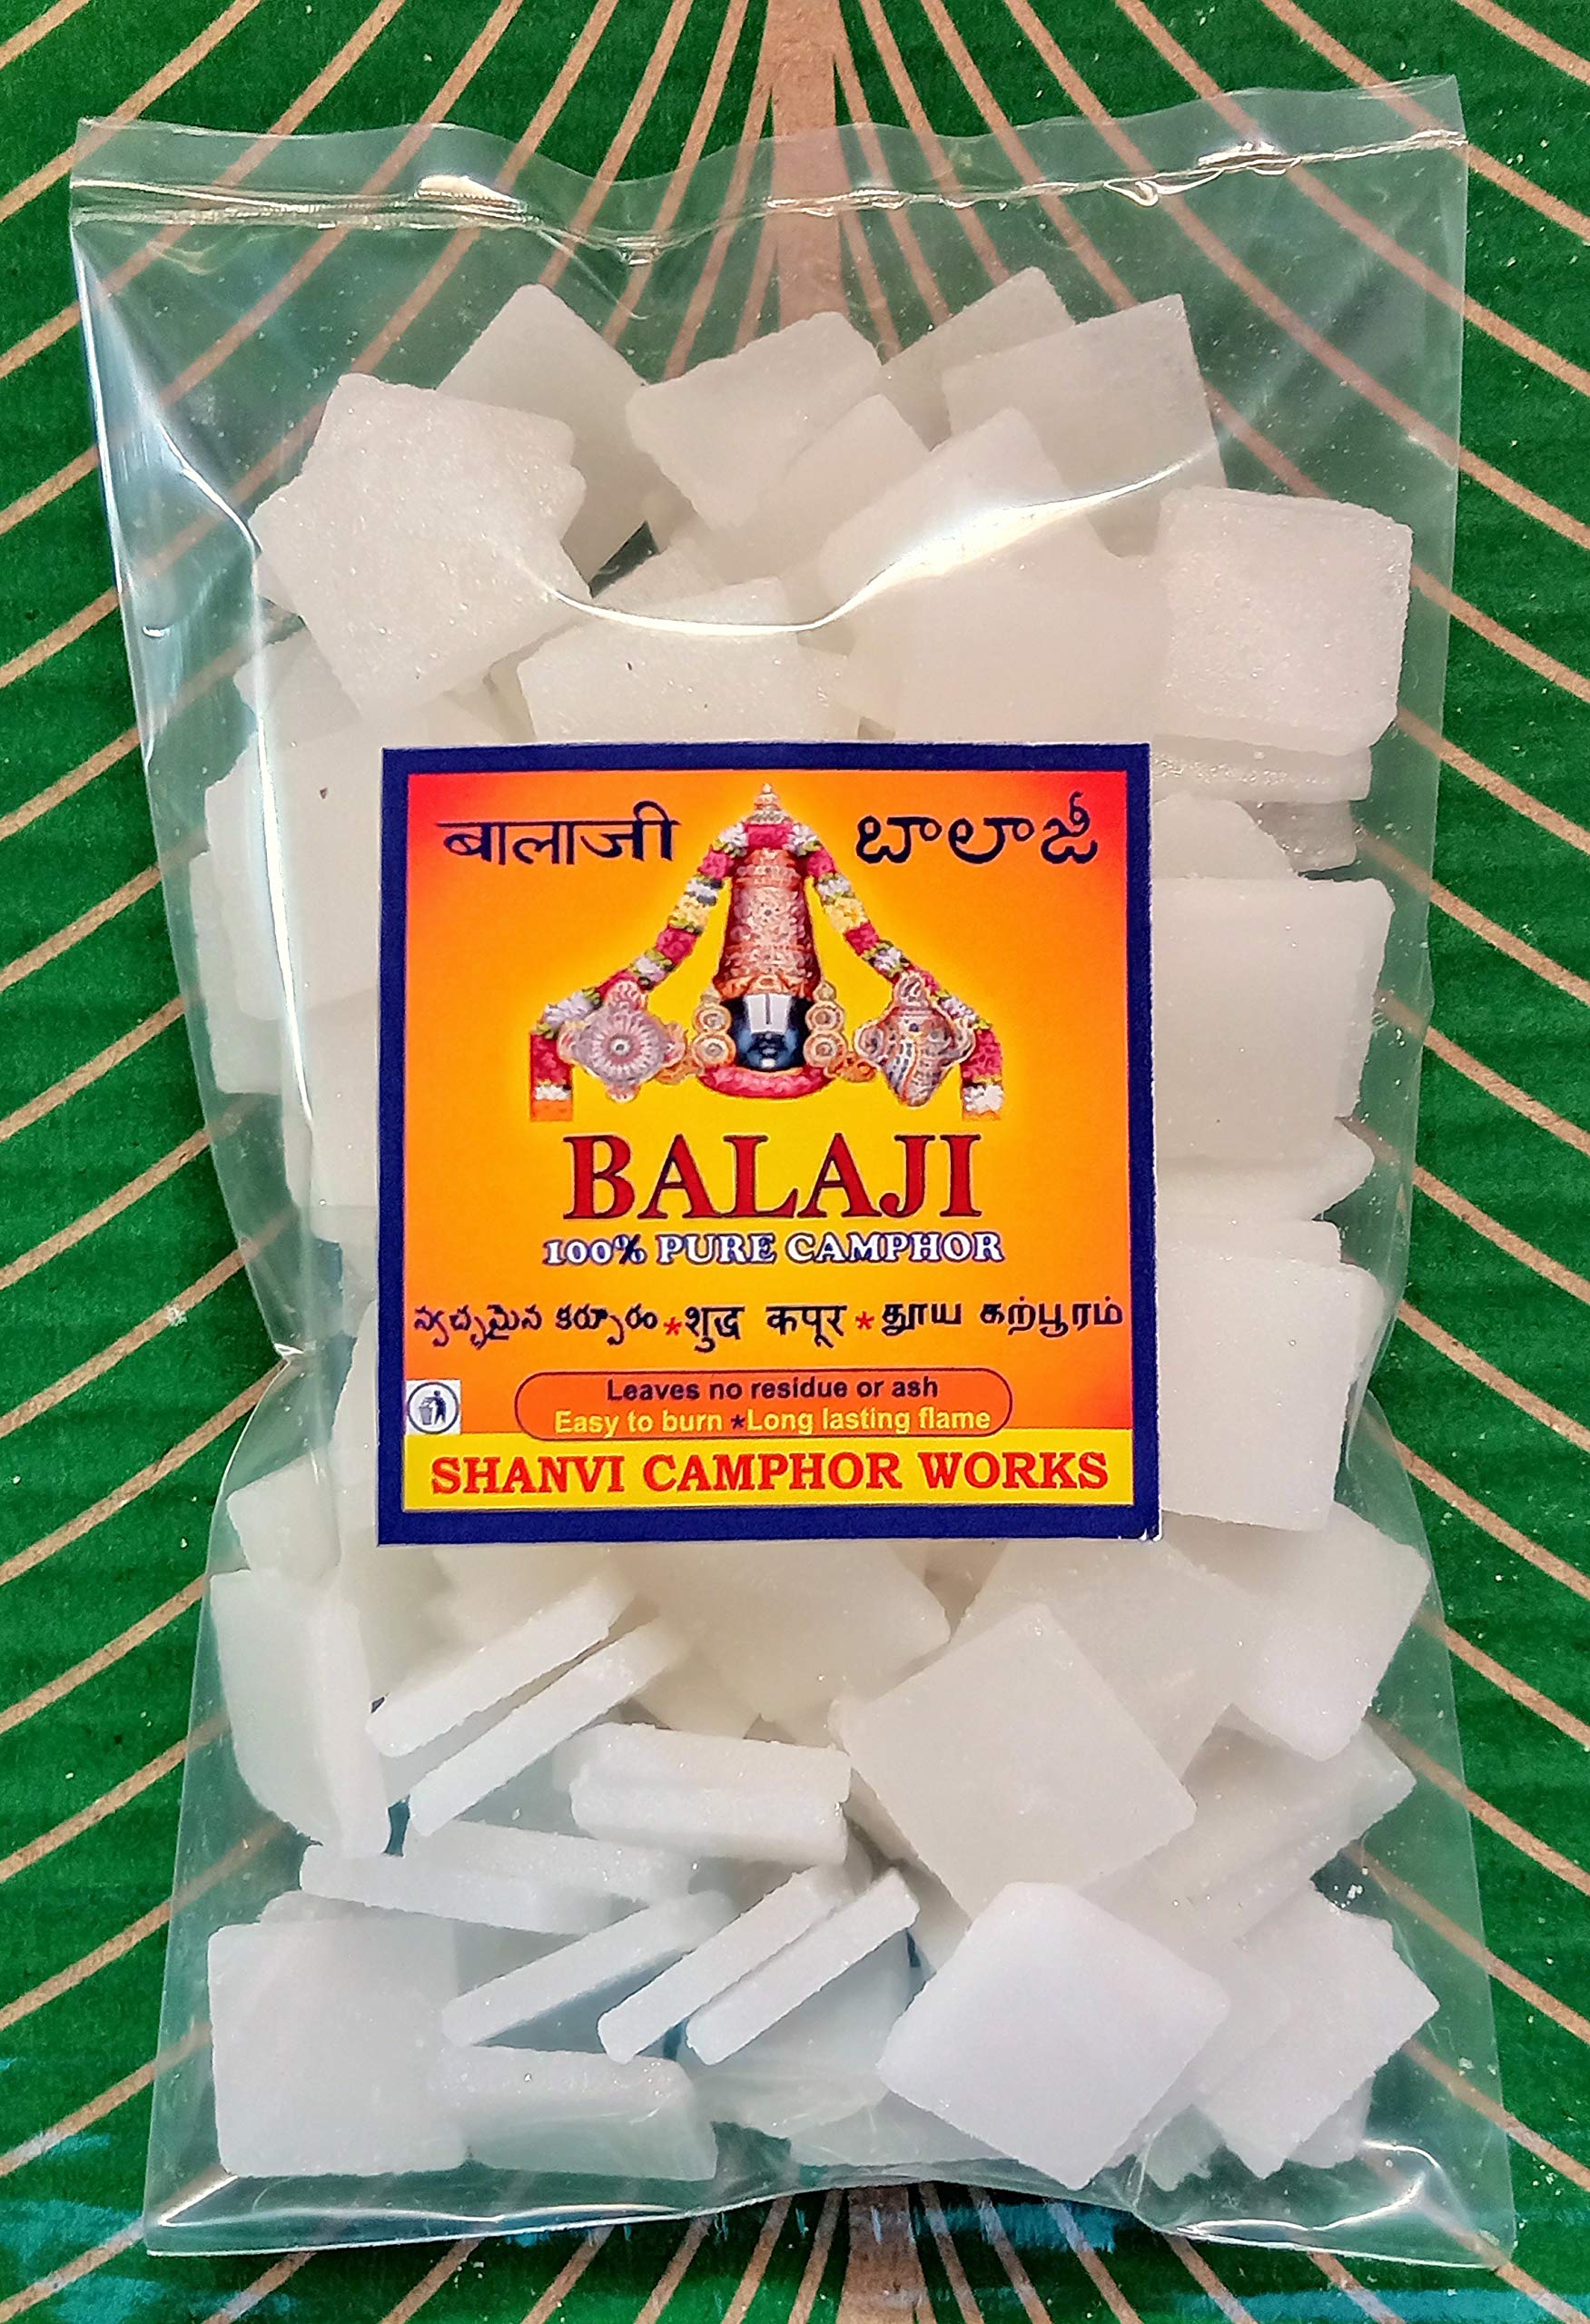 बालाजी బాలాజీ
BALAJI
100% PURE CAMPHOR
స్వచ్ఛమైన కర్పూరం * शुद्ध कपूर * தூய கற்பூரம்
Leaves no residue or ash
Easy to burn *Long lasting flame
SHANVI CAMPHOR WORKS